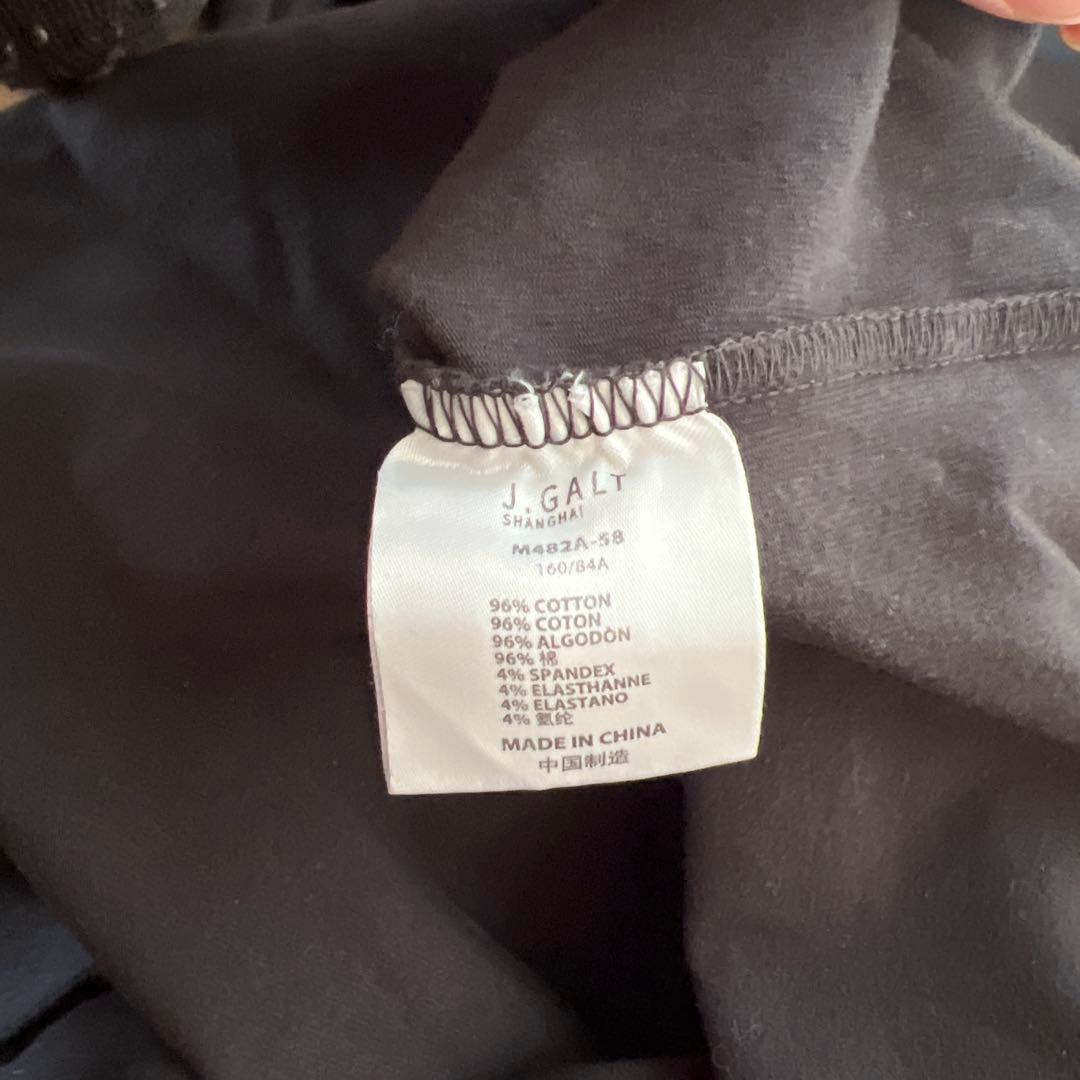 J. GALT
SHANGHAI
M482A-58
160/84A
96% COTTON
96% COTON
96% ALGODÓN
96% 棉
4% SPANDEX
4% ELASTHANNE
4% ELASTANO
4% 氨纶
MADE IN CHINA
中国制造